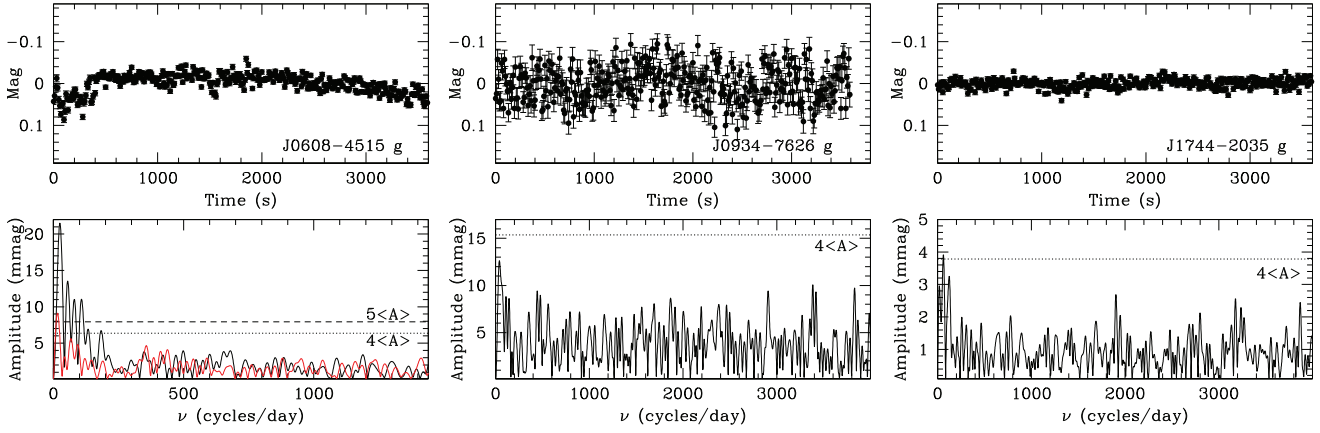 −0.1
0
0.1
Mag
J0608−4515 g
0 1000 2000 3000
Time (s)
−0.1
0
0.1
Mag
J0934−7626 g
0 1000 2000 3000
Time (s)
−0.1
0
0.1
Mag
J1744−2035 g
0 1000 2000 3000
Time (s)
20
15
10
5
Amplitude (mmag)
5<A>
4<A>
0 500 1000
ν (cycles/day)
15
10
5
Amplitude (mmag)
4<A>
0 1000 2000 3000
ν (cycles/day)
5
4
3
2
1
Amplitude (mmag)
4<A>
0 1000 2000 3000
ν (cycles/day)